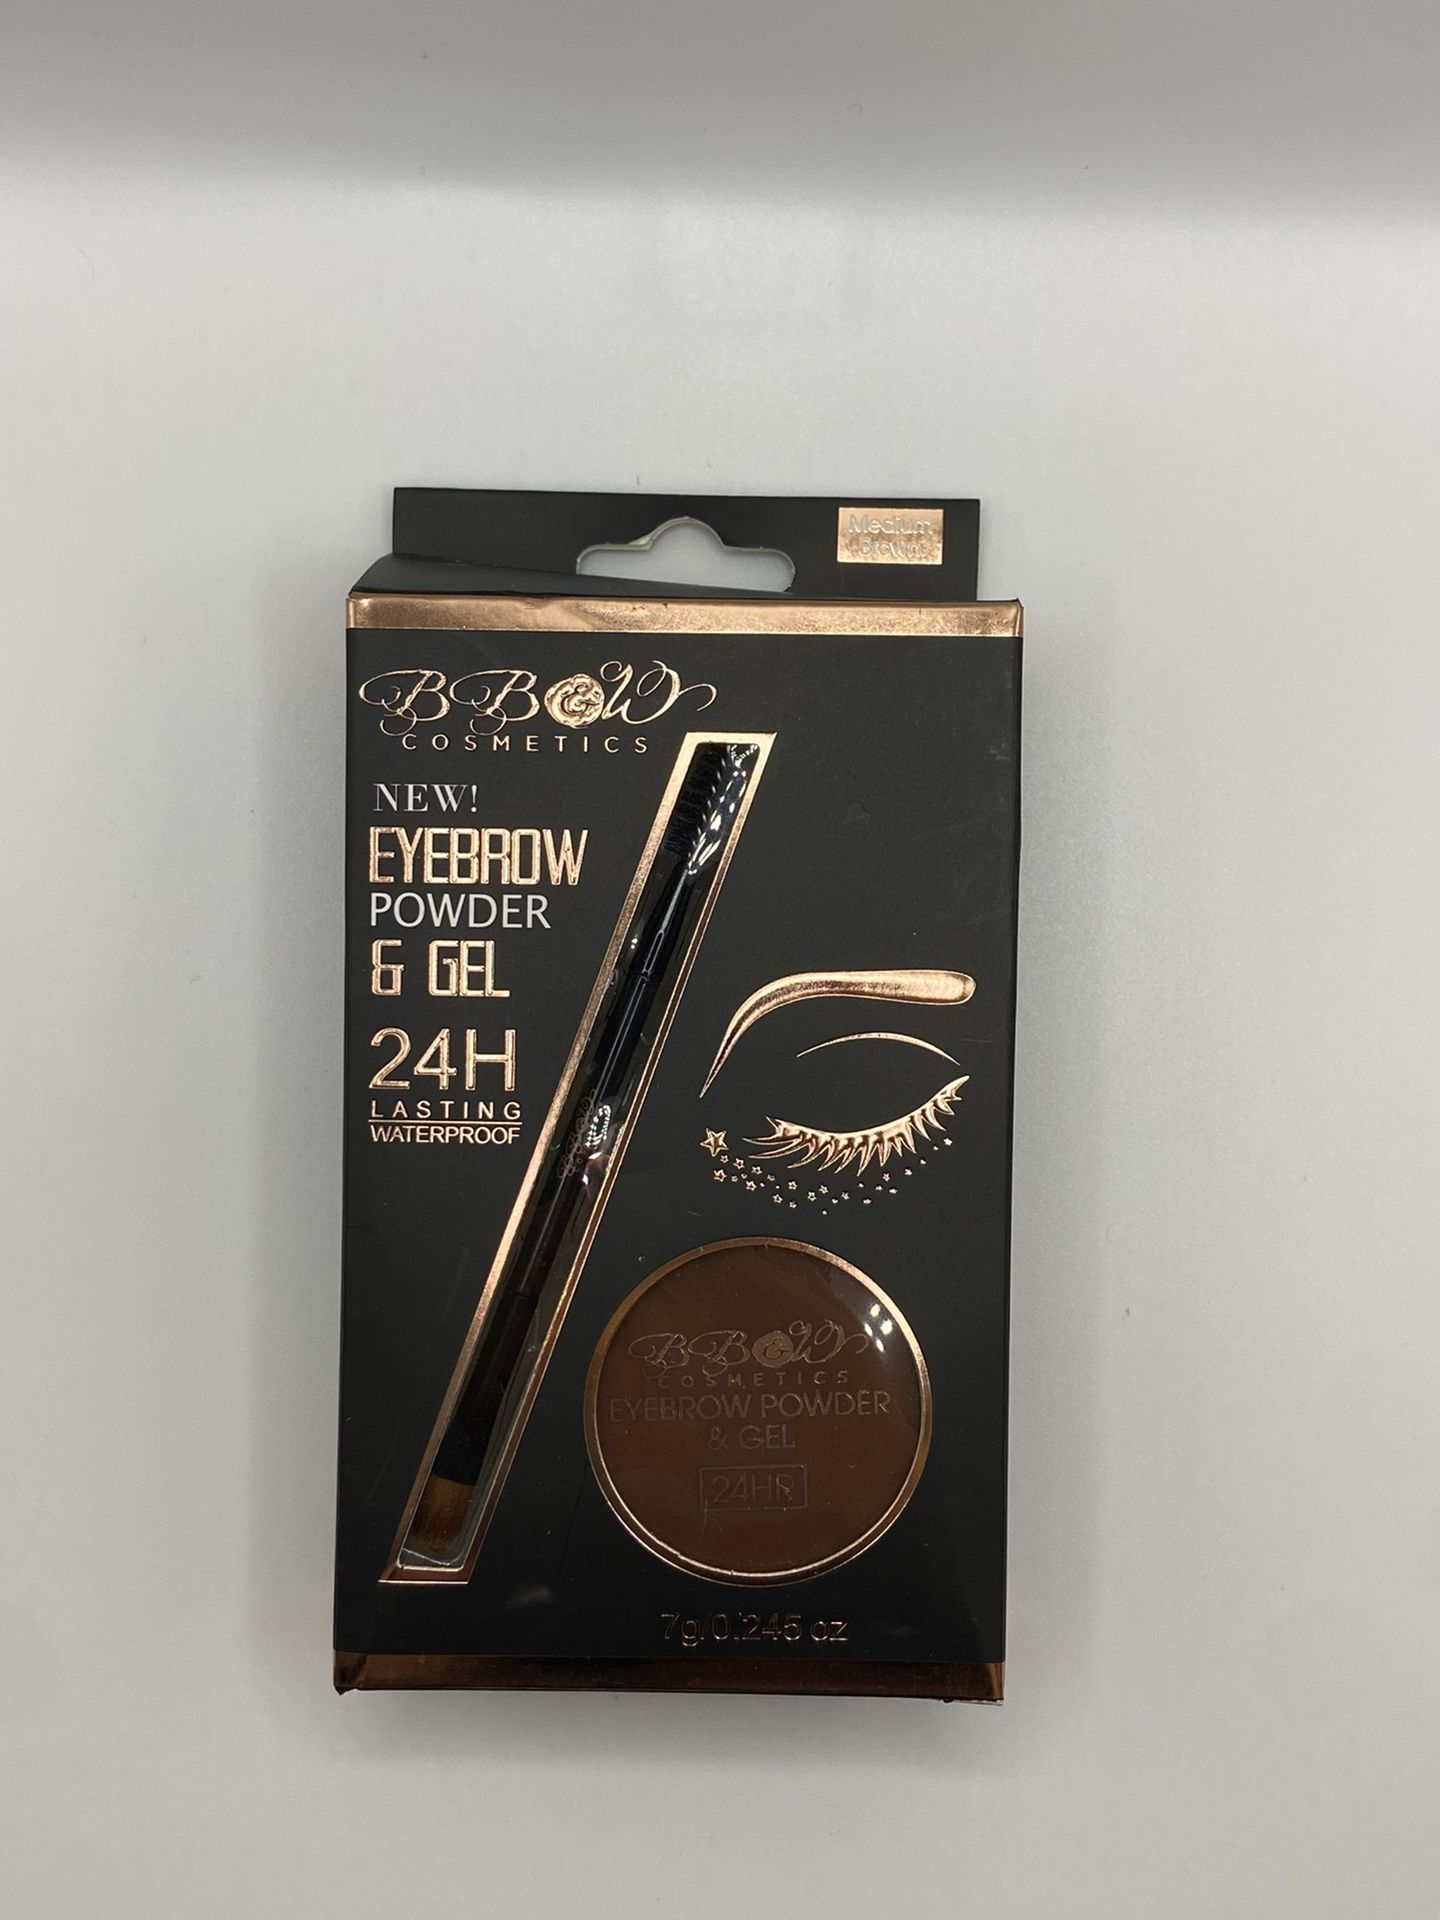 Medium
Brown
BB&W
COSMETICS
NEW!
EYEBROW
POWDER
& GEL
24H
LASTING
WATERPROOF
BB&W
BB&W
COSMETICS
EYEBROW POWDER
& GEL
24HR
7g/0.245 oz